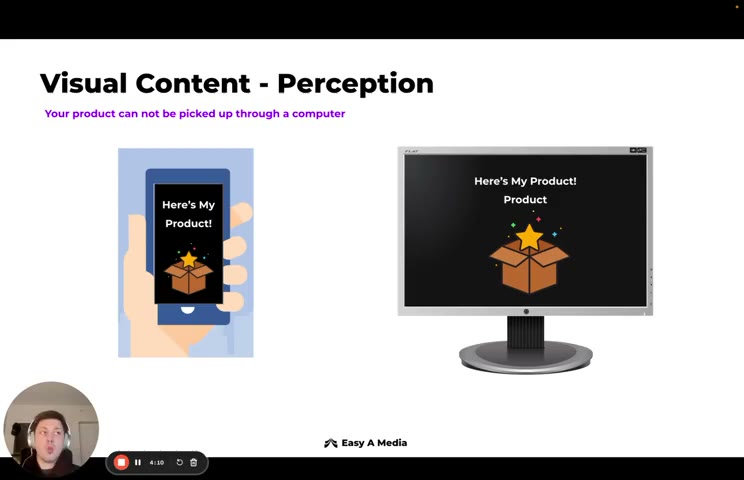 Visual Content - Perception
Your product can not be picked up through a computer
Here's My
Product!
Here's My Product!
Product
4:10
Easy A Media